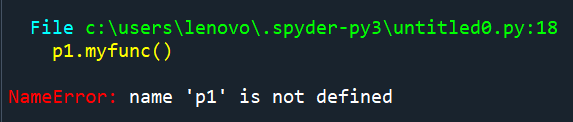 File c:\users\lenovo\.spyder-py3\untitled0.py:18
p1.myfunc()
NameError: name 'p1' is not defined